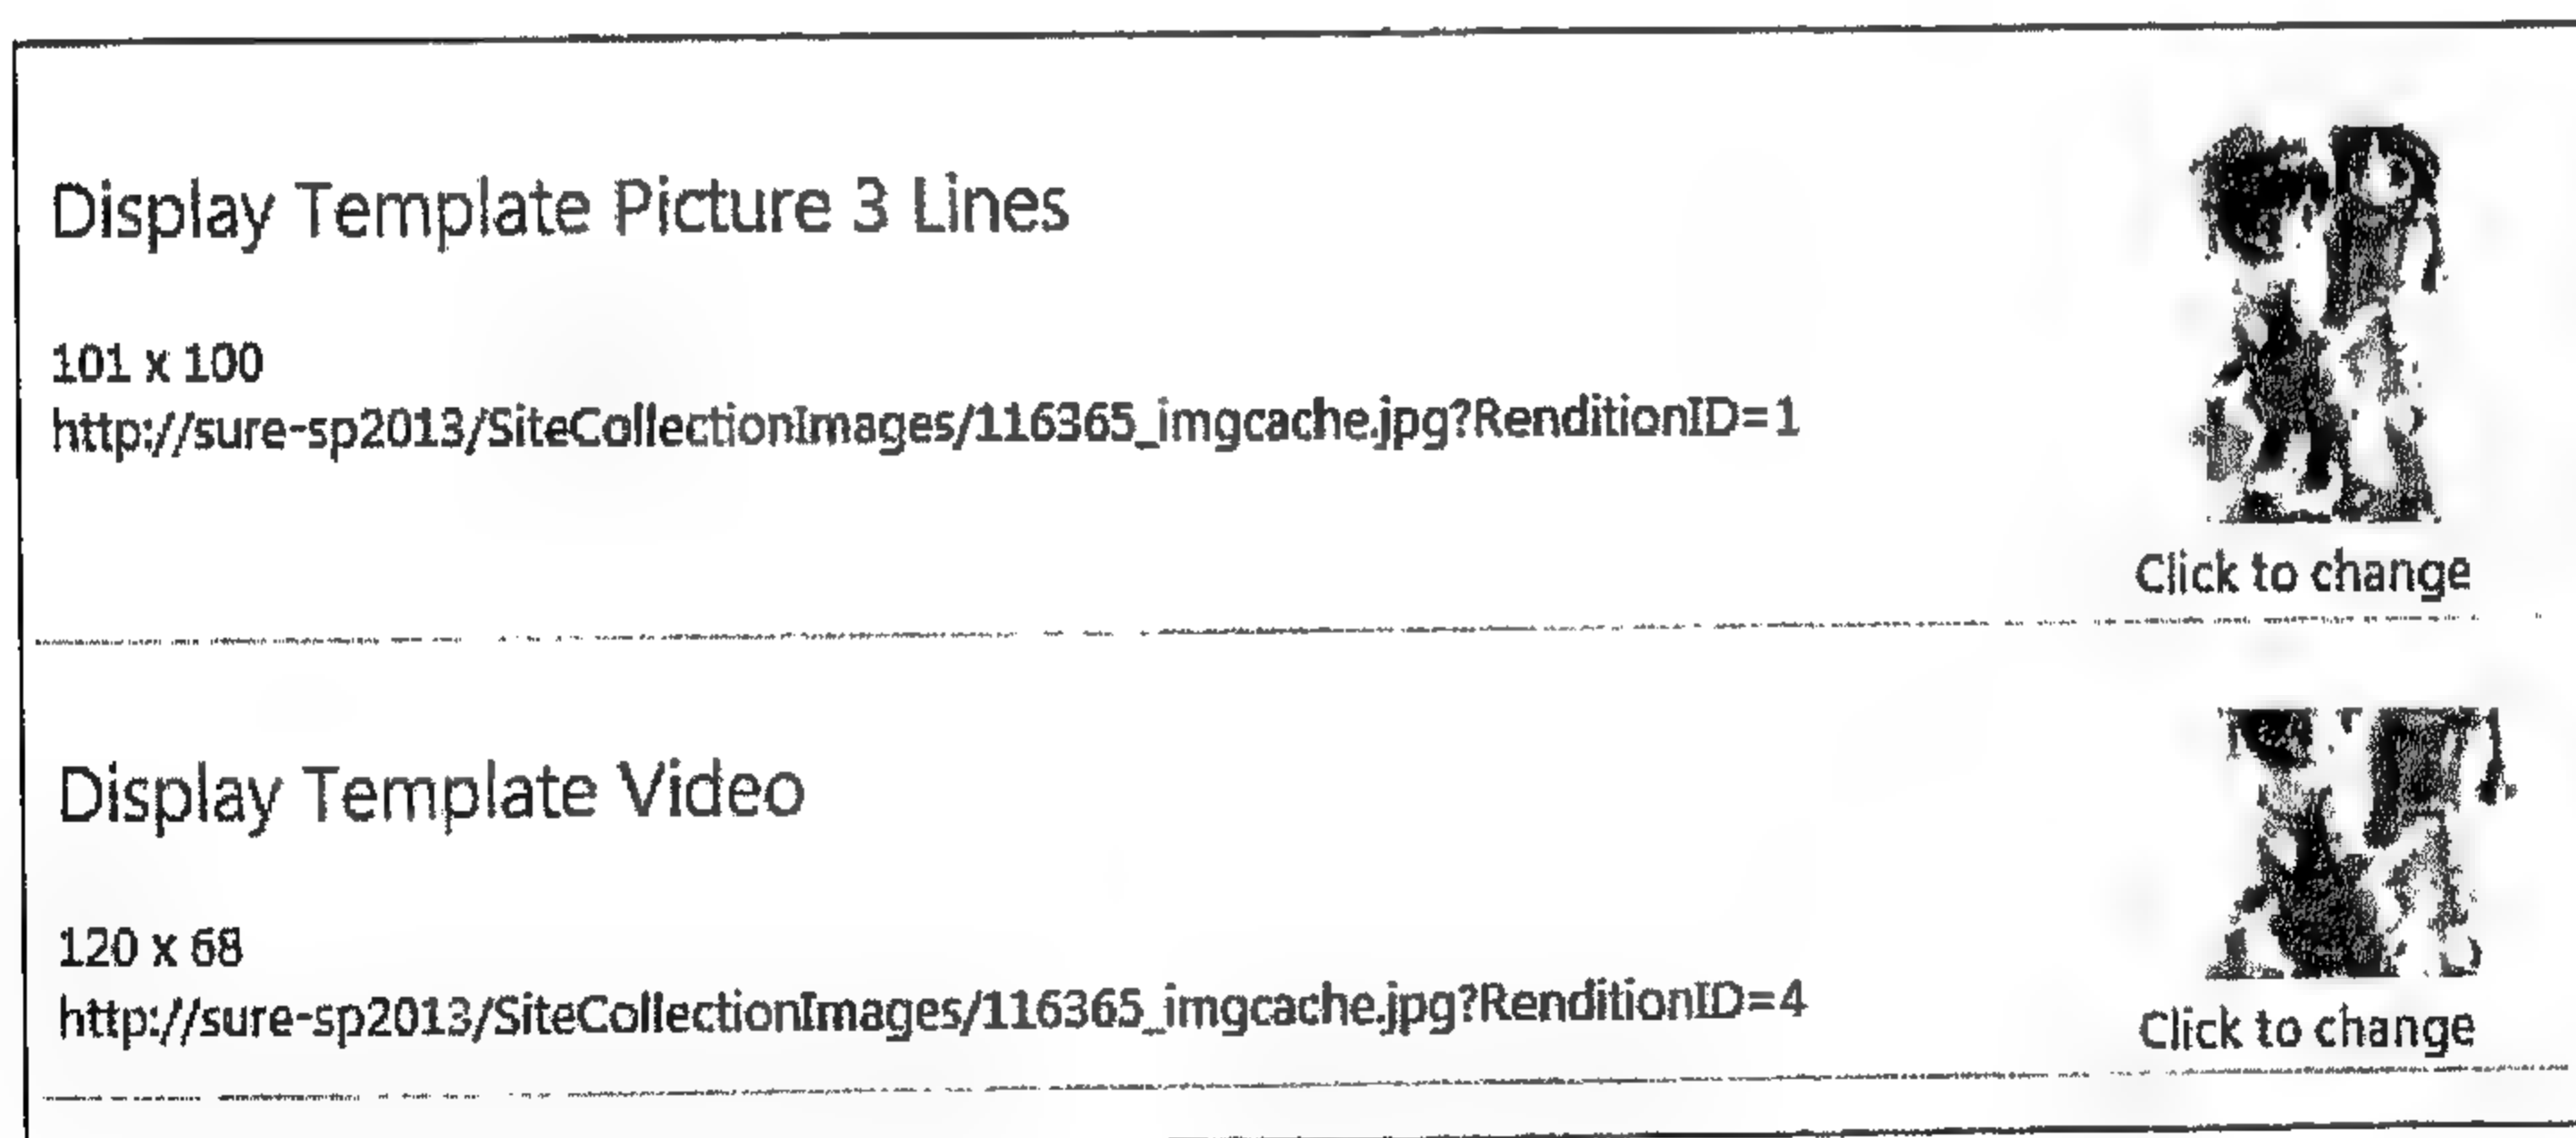 Display Template Picture 3 Lines
101 x 100
http://sure-sp2013/SiteCollectionImages/116365_imgcache.jpg?RenditionID=1
Click to change
Display Template Video
120 x 68
http://sure-sp2013/SiteCollectionImages/116365_imgcache.jpg?RenditionID=4
Click to change